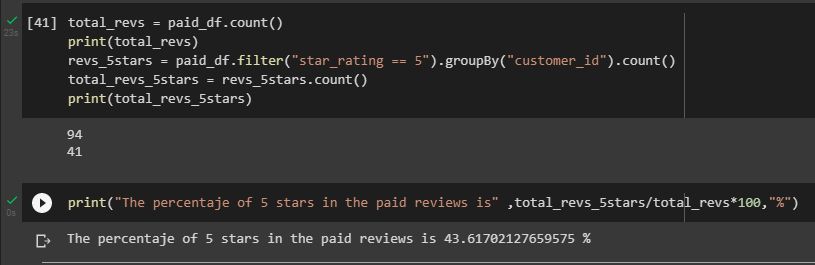 [41] total_revs = paid_df.count()
23s
print(total_revs)
revs_5stars = paid_df.filter("star_rating == 5").groupBy("customer_id").count()
total_revs_5stars = revs_5stars.count()
print(total_revs_5stars)
94
41
print("The percentaje of 5 stars in the paid reviews is" ,total_revs_5stars/total_revs*100,"%")
0s
The percentaje of 5 stars in the paid reviews is 43.61702127659575 %